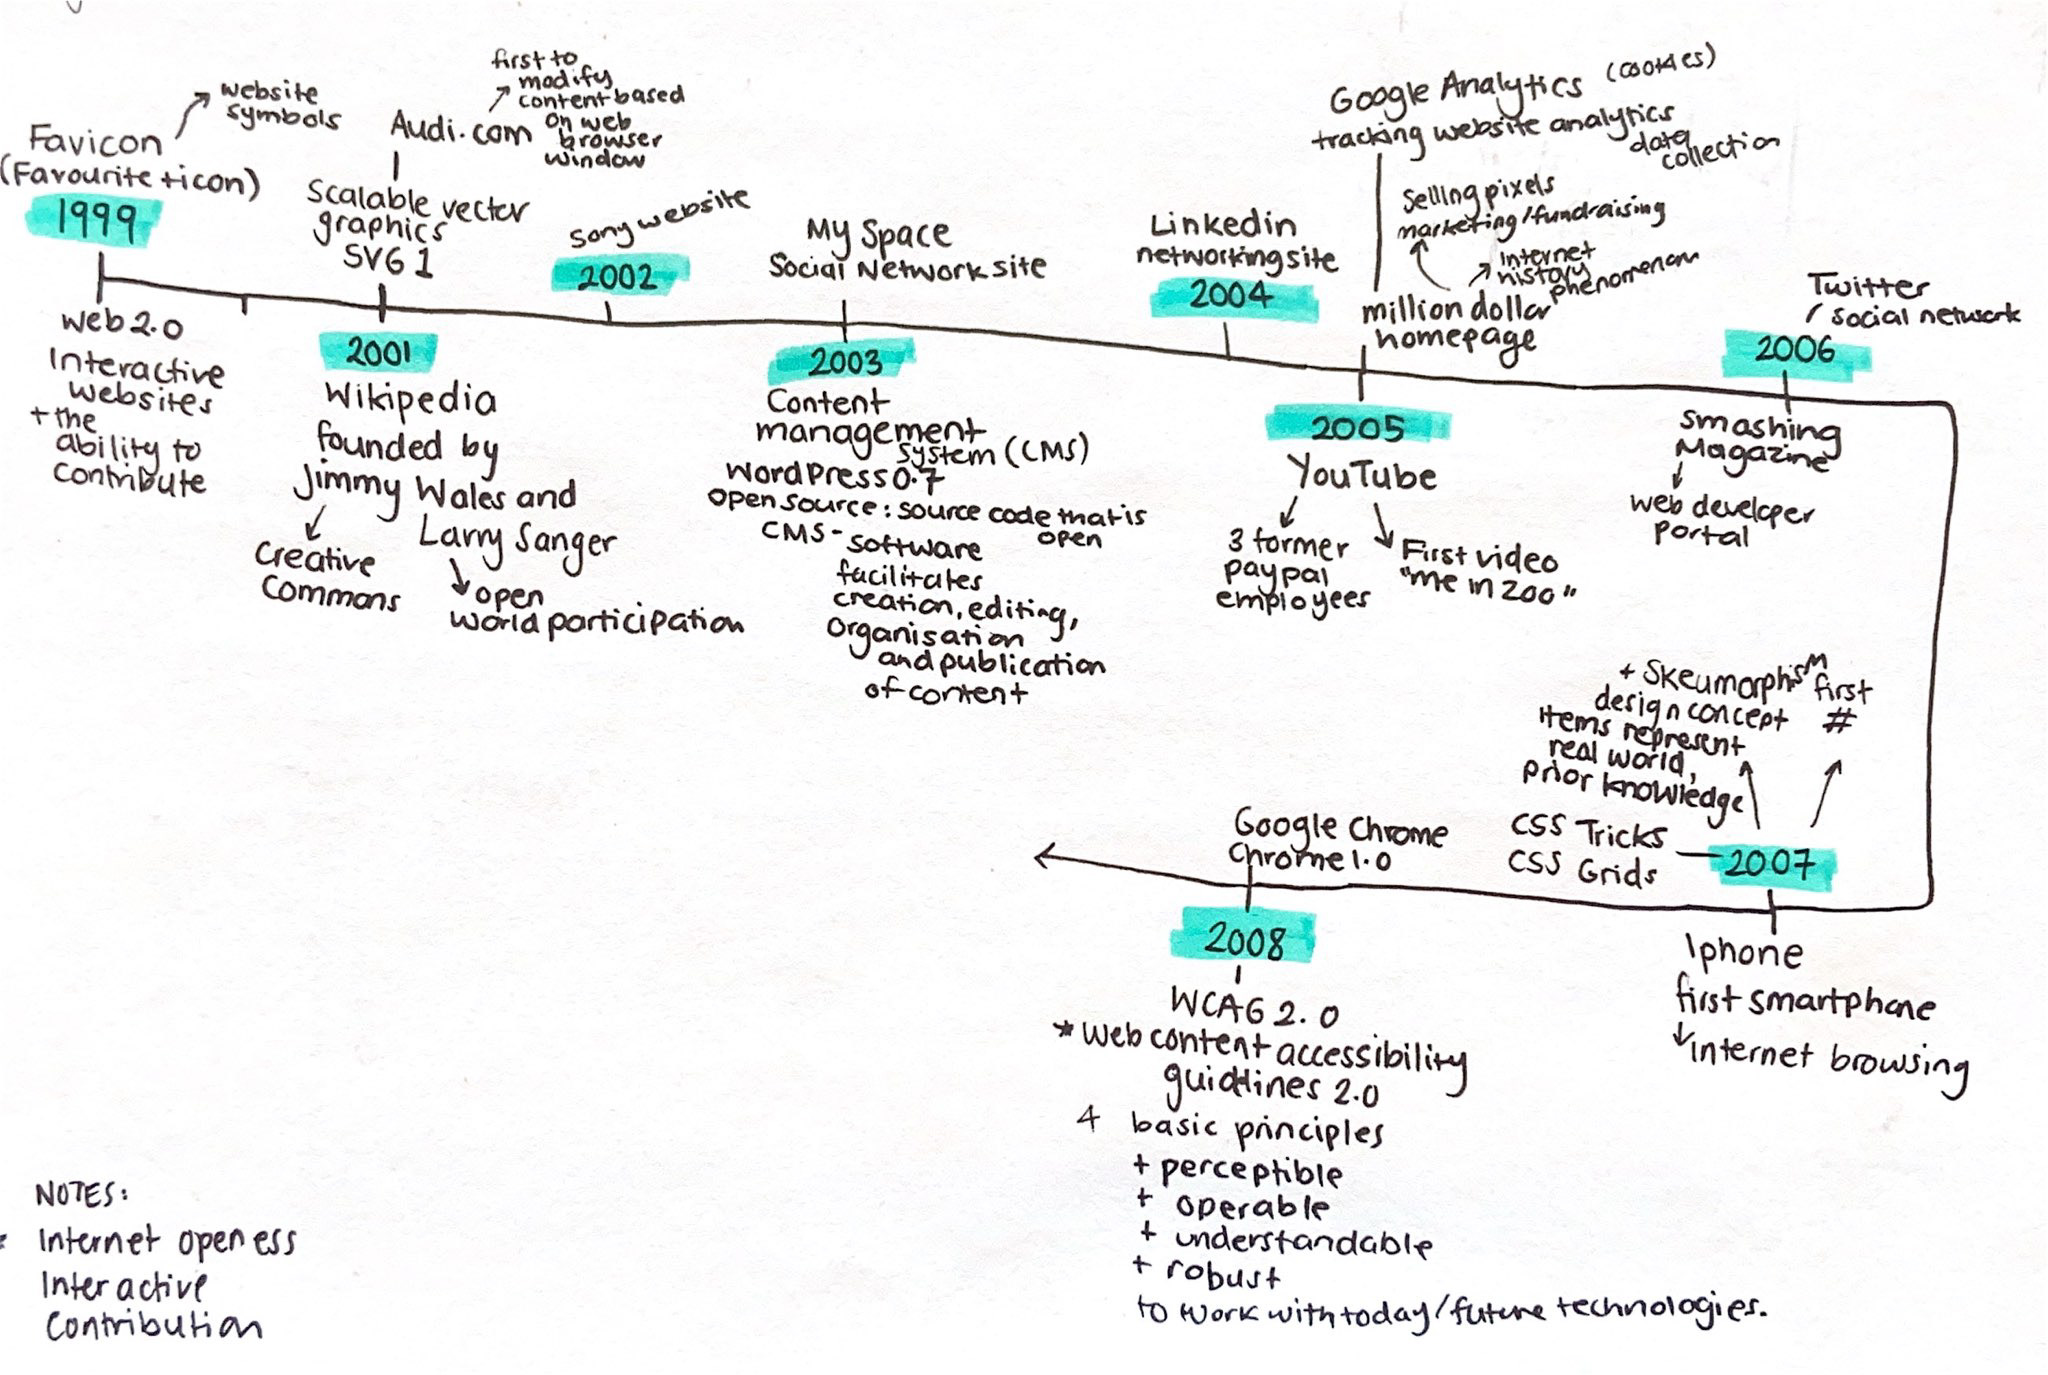 Favicon
(Favourite + icon)
website
symbols
1999
Web 2.0
Interactive
websites
+ the
ability to
contribute
first to
modify
content based
on web
browser
window
Audi.com
Scalable vector
graphics
SVG 1
2001
Wikipedia
founded by
Jimmy Wales and
Larry Sanger
Creative
Commons
open
world participation
Sony website
2002
My Space
Social Network site
2003
Content
management
system (CMS)
WordPress 0.7
open source: source code that is
open
CMS - software
facilitates
creation, editing,
organisation
and publication
of content
Linkedin
networking site
2004
Google Analytics (cookies)
tracking website analytics
data
collection
Selling pixels
marketing/fundraising
internet
history
phenomenom
million dollar
homepage
2005
YouTube
3 former
paypal
employees
First video
"me in zoo"
Twitter
/ social network
2006
Smashing
Magazine
web developer
portal
+ Skeumorphism
design concept
items represent
real world,
prior knowledge
first
#
CSS Tricks
CSS Grids
2007
Iphone
first smartphone
internet browsing
Google Chrome
Chrome 1.0
2008
WCAG 2.0
* Web content accessibility
guidlines 2.0
4 basic principles
+ perceptible
+ operable
+ understandable
+ robust
to work with today/future technologies.
NOTES:
* Internet openess
Interactive
Contribution